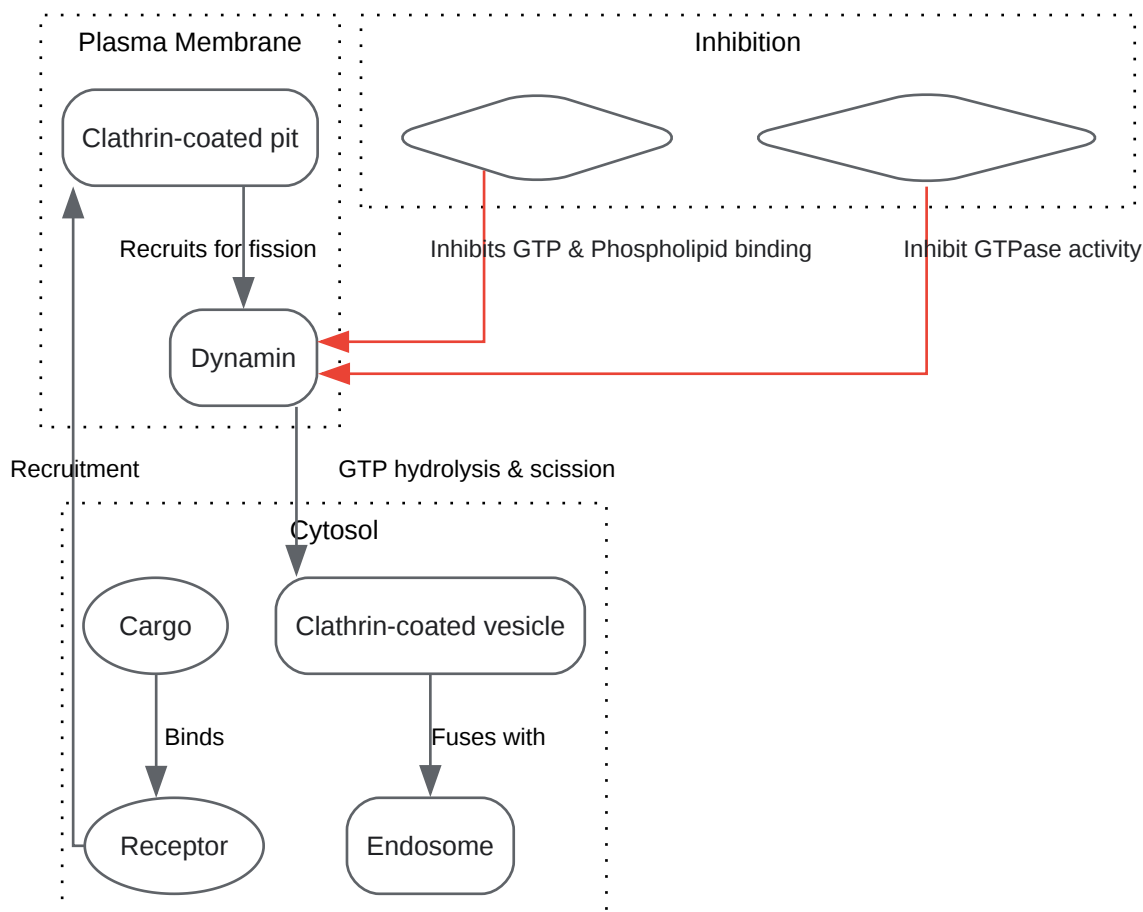 Plasma Membrane
Inhibition
Clathrin-coated pit
Recruits for fission
Inhibits GTP & Phospholipid binding
Inhibit GTPase activity
Dynamin
Recruitment
GTP hydrolysis & scission
Cytosol
Cargo
Clathrin-coated vesicle
Binds
Fuses with
Receptor
Endosome